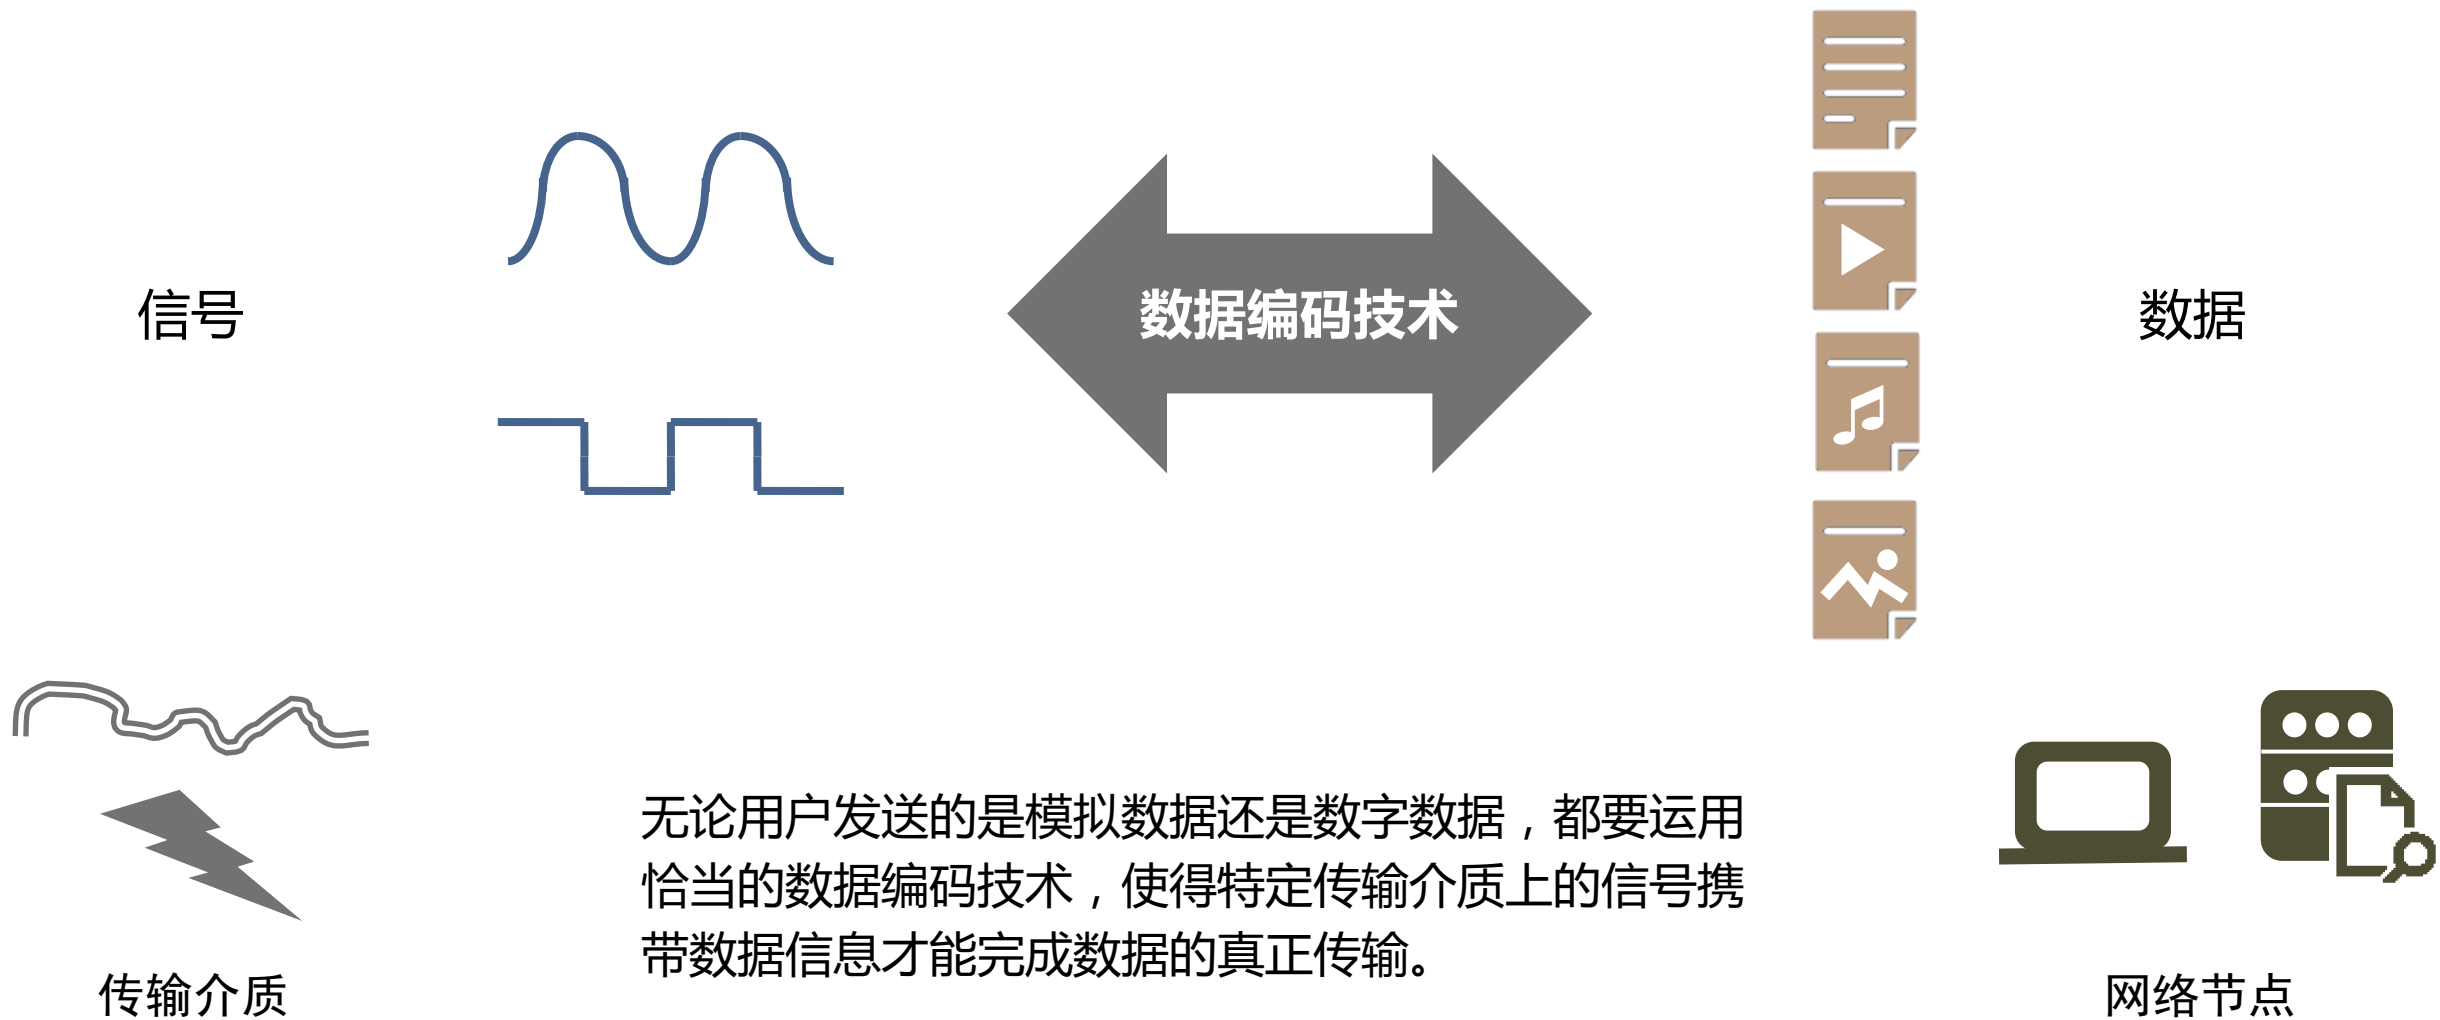 信号
数据编码技术
数据
无论用户发送的是模拟数据还是数字数据，都要运用
恰当的数据编码技术，使得特定传输介质上的信号携
带数据信息才能完成数据的真正传输。
传输介质
网络节点